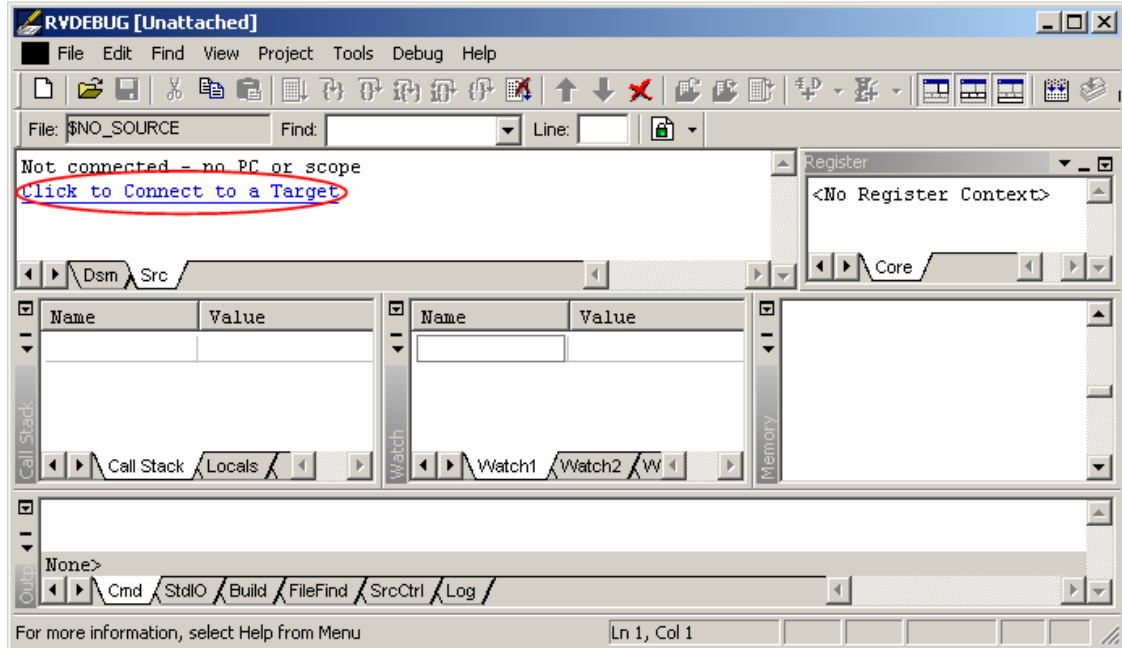 RVDEBUG [Unattached]
File Edit Find View Project Tools Debug Help
File: $NO_SOURCE Find: Line:
Not connected - no PC or scope
Click to Connect to a Target
Dsm Src
Register
<No Register Context>
Core
Name Value
Call Stack
Call Stack Locals
Name Value
Watch
Watch1 Watch2 W
Memory
None>
Outp
Cmd StdIO Build FileFind SrcCtrl Log
For more information, select Help from Menu Ln 1, Col 1